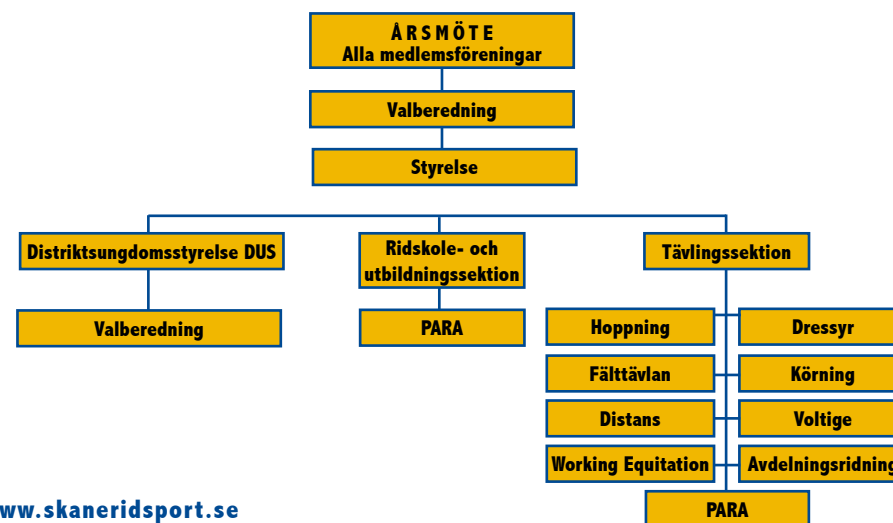 ÅRSMÖTE
Alla medlemsföreningar
Valberedning
Styrelse
Distriktsungdomsstyrelse DUS
Ridskole- och
utbildningssektion
Tävlingssektion
Valberedning
PARA
Hoppning
Dressyr
Fälttävlan
Körning
Distans
Voltige
Working Equitation
Avdelningsridning
PARA
ww.skaneridsport.se